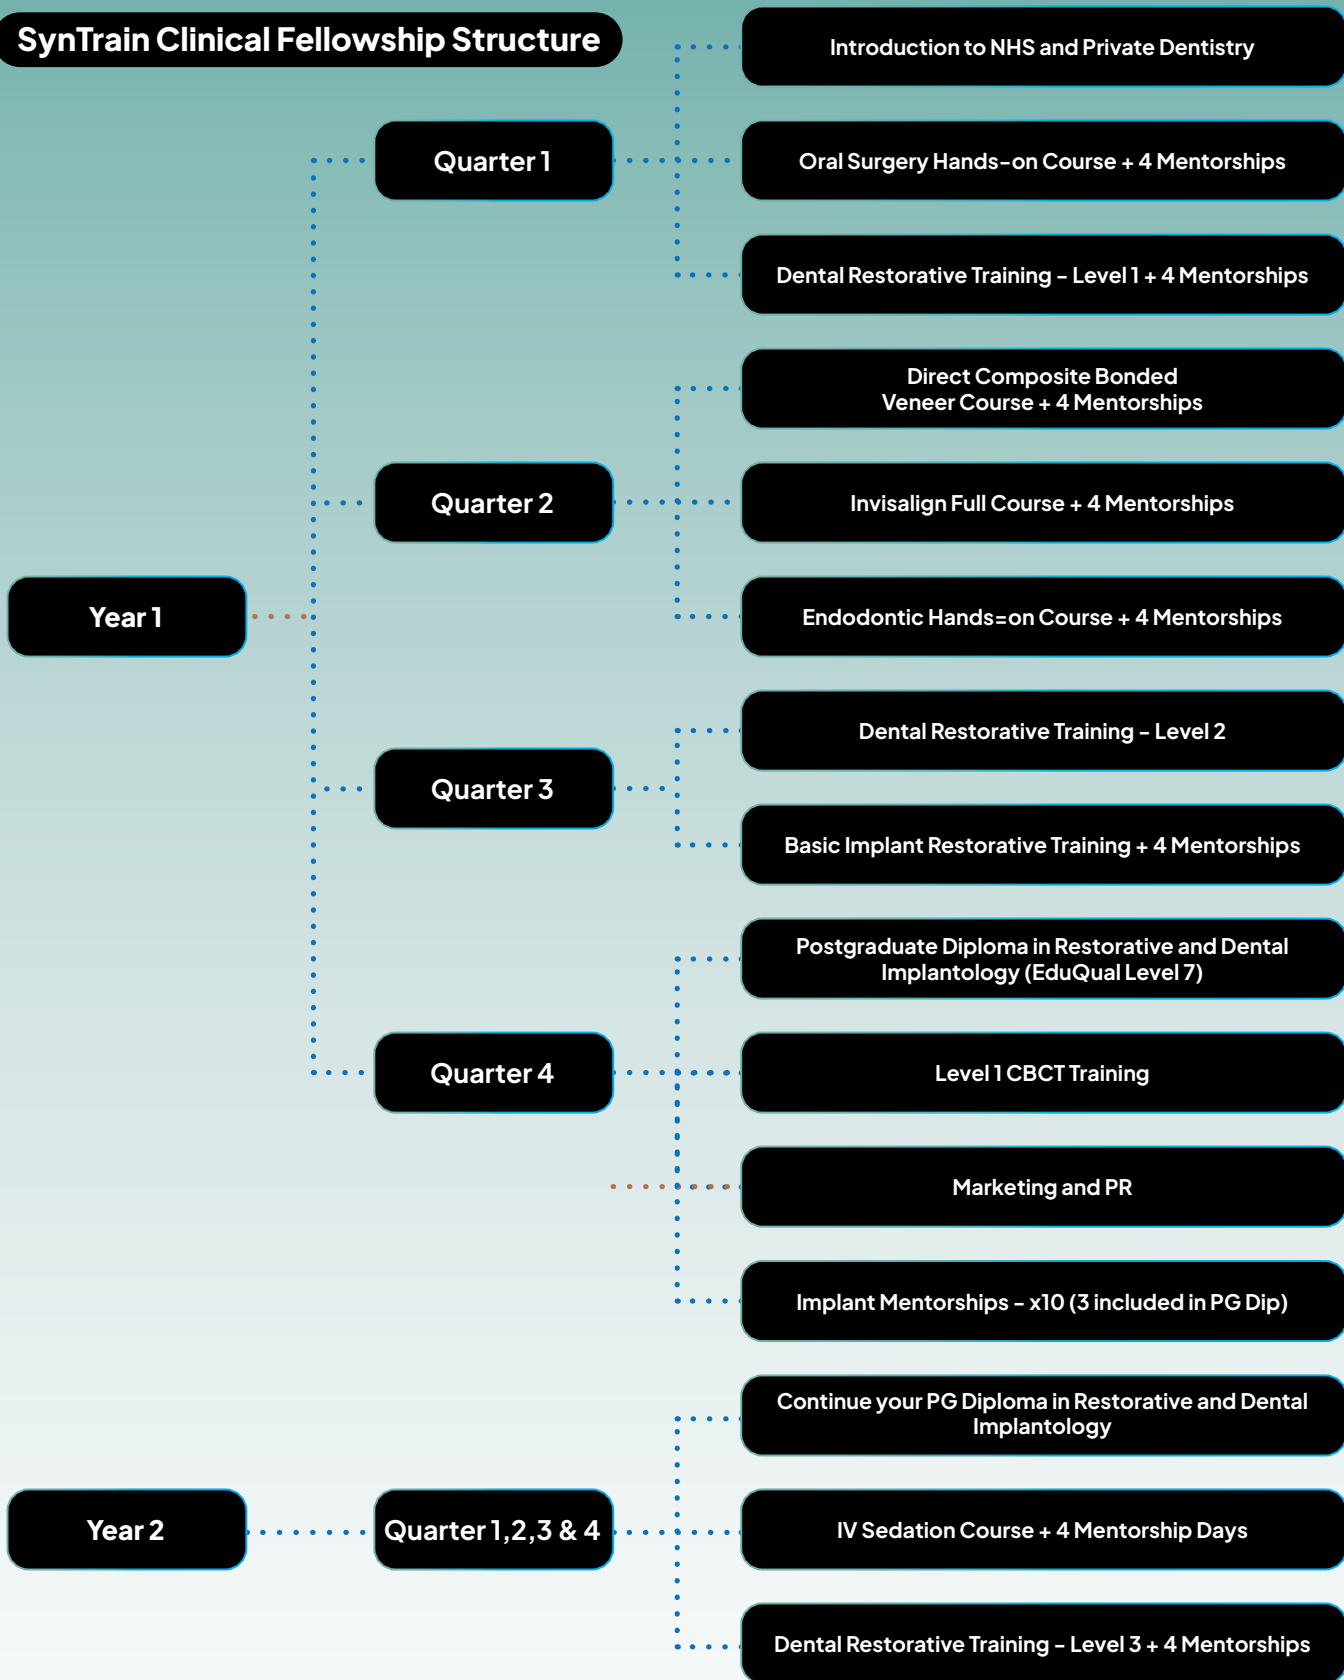 SynTrain Clinical Fellowship Structure
Year 1
Quarter 1
Introduction to NHS and Private Dentistry
Oral Surgery Hands-on Course + 4 Mentorships
Dental Restorative Training - Level 1 + 4 Mentorships
Quarter 2
Direct Composite Bonded
Veneer Course + 4 Mentorships
Invisalign Full Course + 4 Mentorships
Endodontic Hands=on Course + 4 Mentorships
Quarter 3
Dental Restorative Training - Level 2
Basic Implant Restorative Training + 4 Mentorships
Quarter 4
Postgraduate Diploma in Restorative and Dental
Implantology (EduQual Level 7)
Level 1 CBCT Training
Marketing and PR
Implant Mentorships - x10 (3 included in PG Dip)
Year 2
Quarter 1,2,3 & 4
Continue your PG Diploma in Restorative and Dental
Implantology
IV Sedation Course + 4 Mentorship Days
Dental Restorative Training - Level 3 + 4 Mentorships